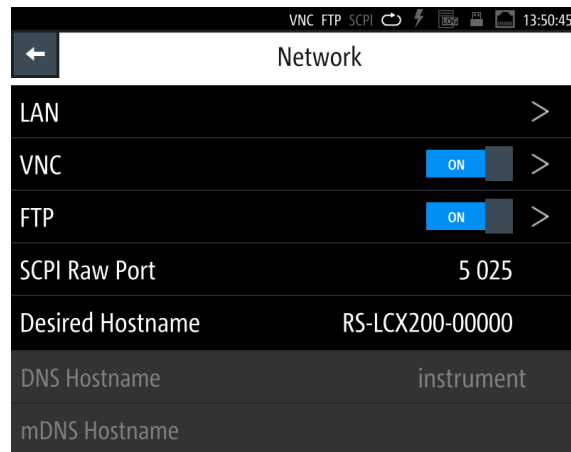 VNC FTP SCPI LOG 13:50:45
Network
LAN
VNC ON
FTP ON
SCPI Raw Port 5 025
Desired Hostname RS-LCX200-00000
DNS Hostname instrument
mDNS Hostname